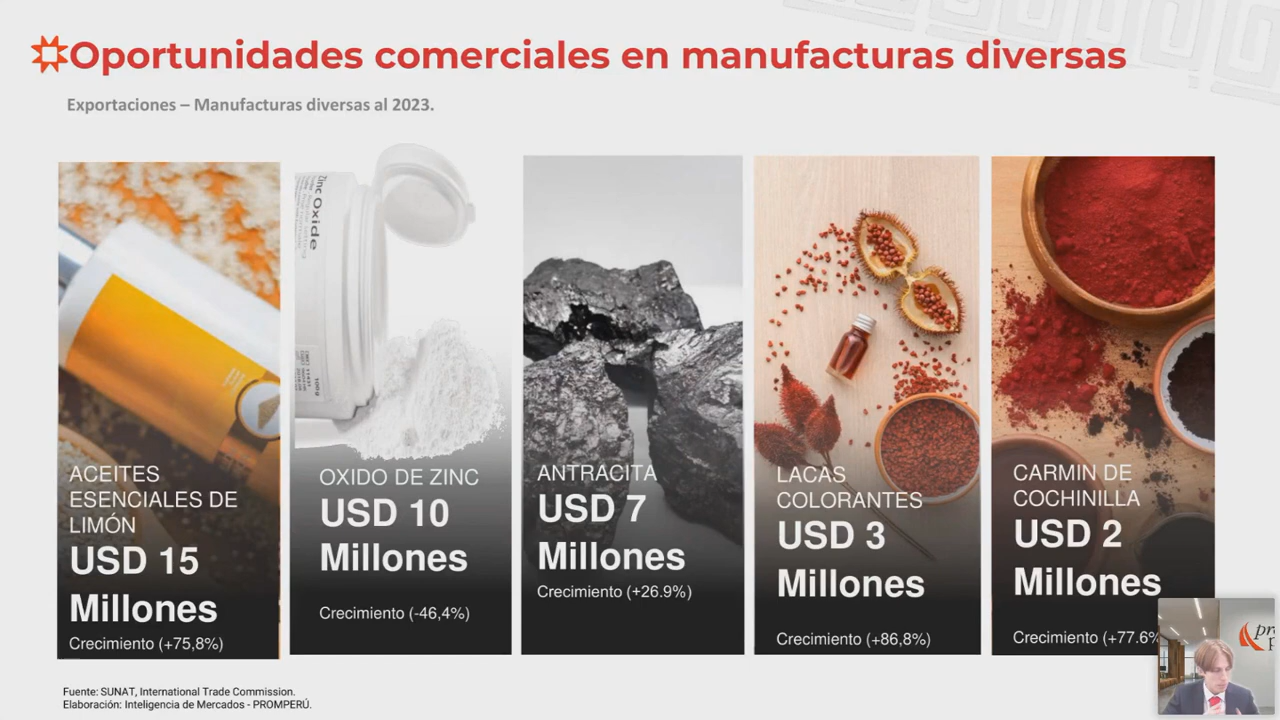 Oportunidades comerciales en manufacturas diversas
Exportaciones – Manufacturas diversas al 2023.
Zinc Oxide
ACEITES
ESENCIALES DE
LIMÓN
USD 15
Millones
Crecimiento (+75,8%)
OXIDO DE ZINC
USD 10
Millones
Crecimiento (-46,4%)
ANTRACITA
USD 7
Millones
Crecimiento (+26.9%)
LACAS
COLORANTES
USD 3
Millones
Crecimiento (+86,8%)
CARMIN DE
COCHINILLA
USD 2
Millones
Crecimiento (+77.6%
Fuente: SUNAT, International Trade Commission.
Elaboración: Inteligencia de Mercados - PROMPERÚ.